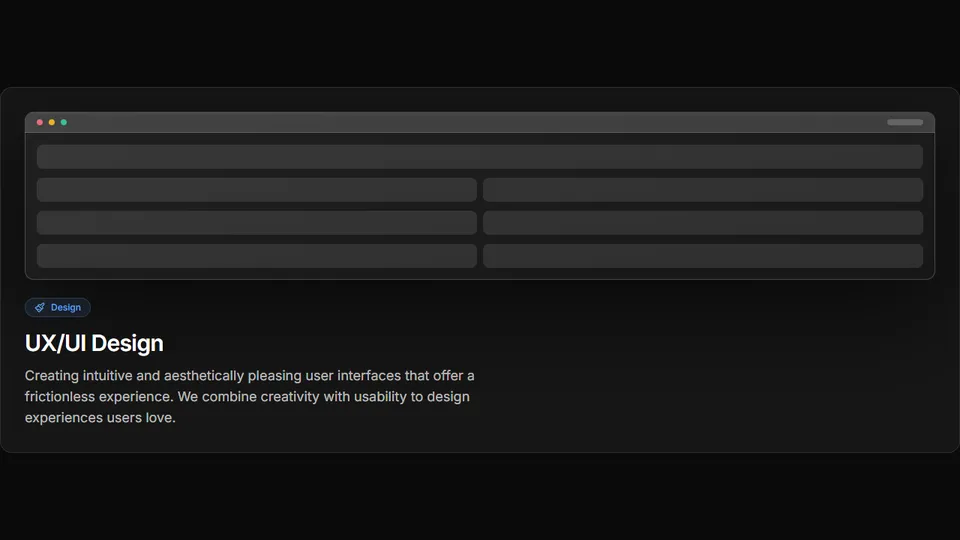 Design
UX/UI Design
Creating intuitive and aesthetically pleasing user interfaces that offer a
frictionless experience. We combine creativity with usability to design
experiences users love.